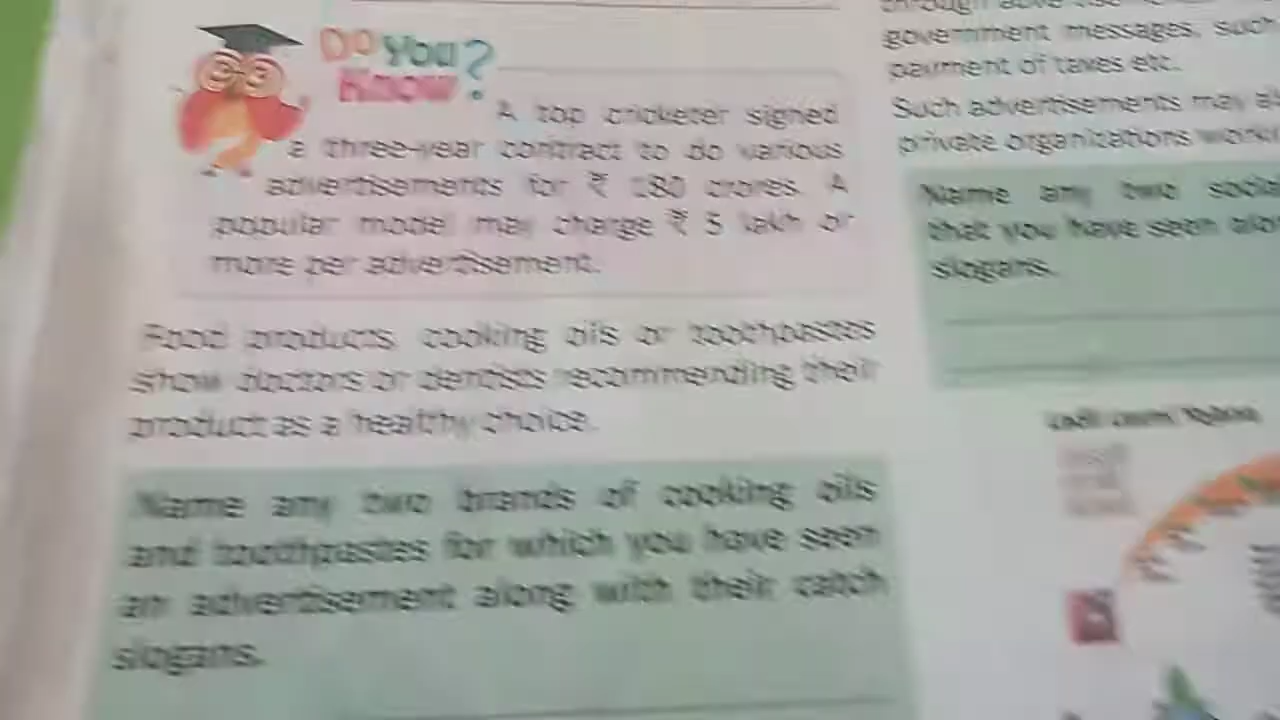 Do You Know?
A top cricketer signed
a three-year contract to do various
advertisements for ₹ 180 crores. A
popular model may charge ₹ 5 lakh or
more per advertisement.
Food products, cooking oils or toothpastes
show doctors or dentists recommending their
product as a healthy choice.
Name any two brands of cooking oils
and toothpastes for which you have seen
an advertisement along with their catch
slogans.
government messages, such
payment of taxes etc.
Such advertisements may
private organizations
Name any two social
that you have seen
slogans.